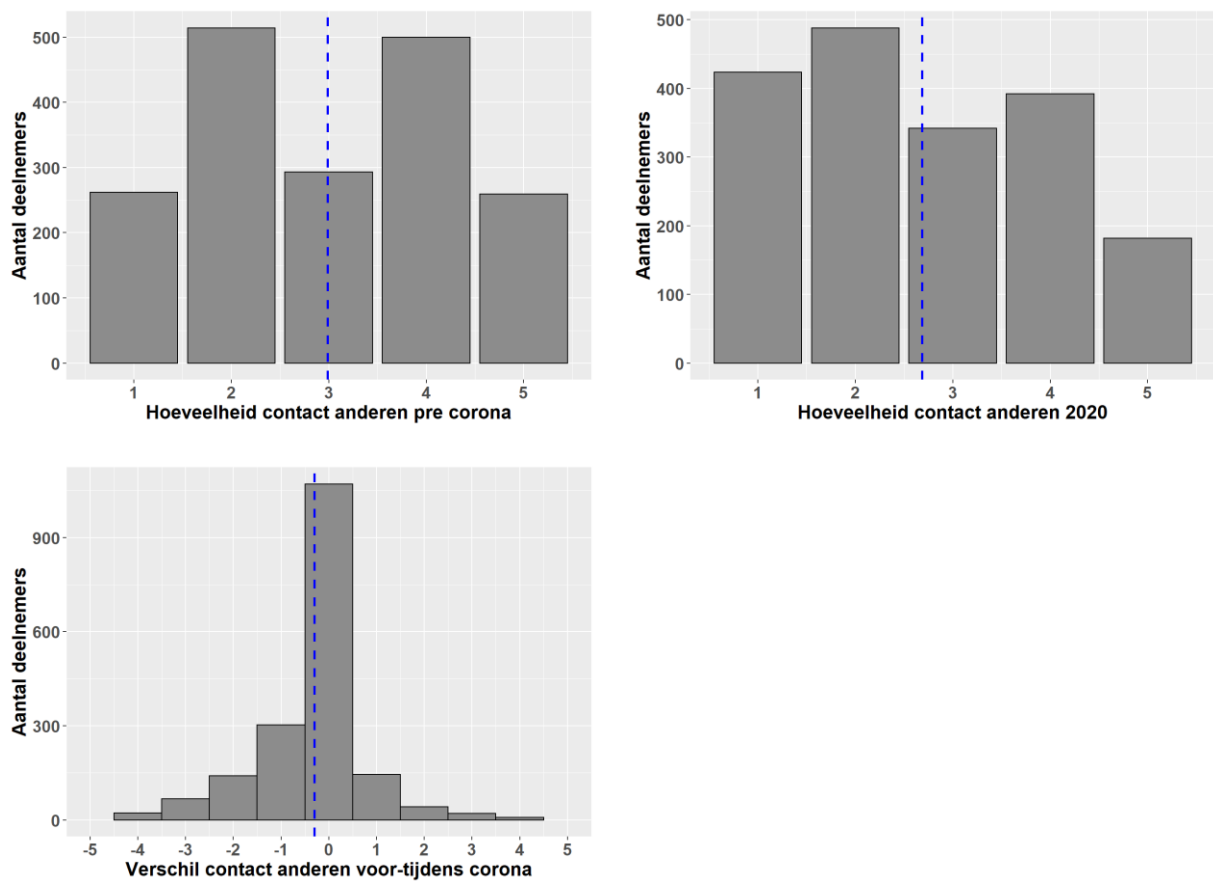 Aantal deelnemers
500
400
300
200
100
0
1 2 3 4 5
Hoeveelheid contact anderen pre corona
Aantal deelnemers
500
400
300
200
100
0
1 2 3 4 5
Hoeveelheid contact anderen 2020
Aantal deelnemers
900
600
300
0
-5 -4 -3 -2 -1 0 1 2 3 4 5
Verschil contact anderen voor-tijdens corona